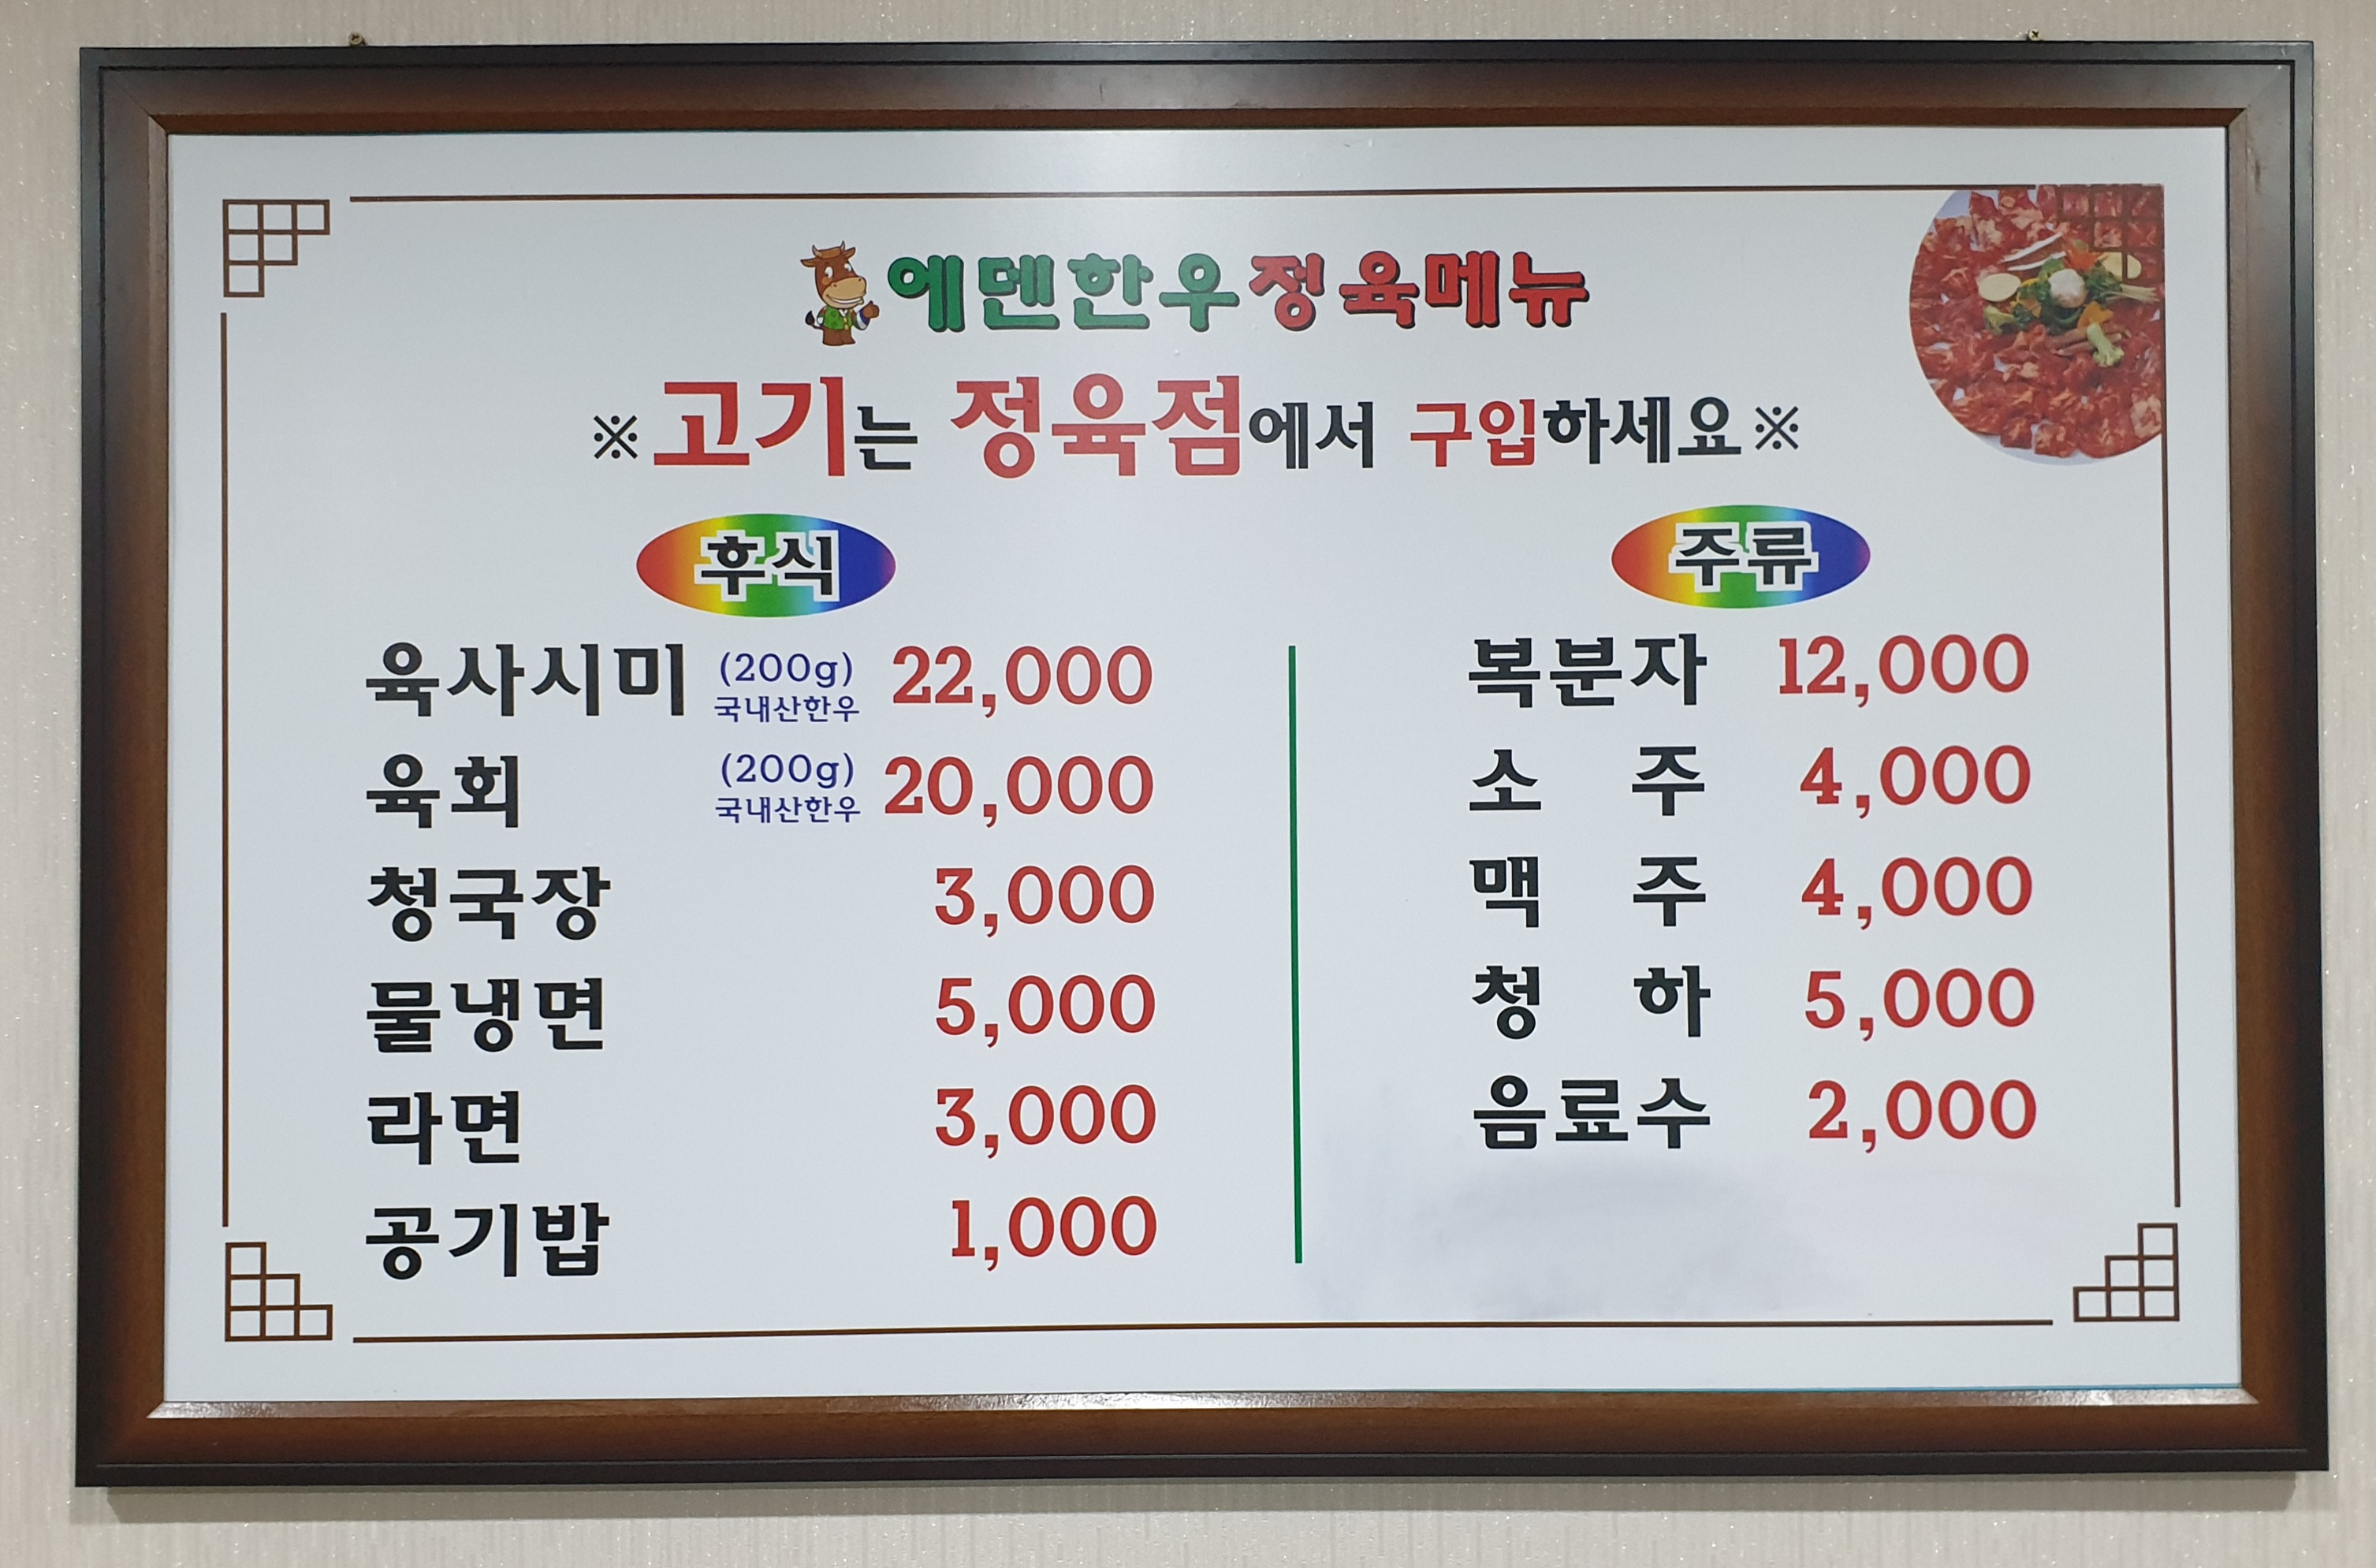 에덴한우정육메뉴
※고기는 정육점에서 구입하세요※
후식
육사시미 (200g) 국내산한우 22,000
육회 (200g) 국내산한우 20,000
청국장 3,000
물냉면 5,000
라면 3,000
공기밥 1,000
주류
복분자 12,000
소 주 4,000
맥 주 4,000
청 하 5,000
음료수 2,000